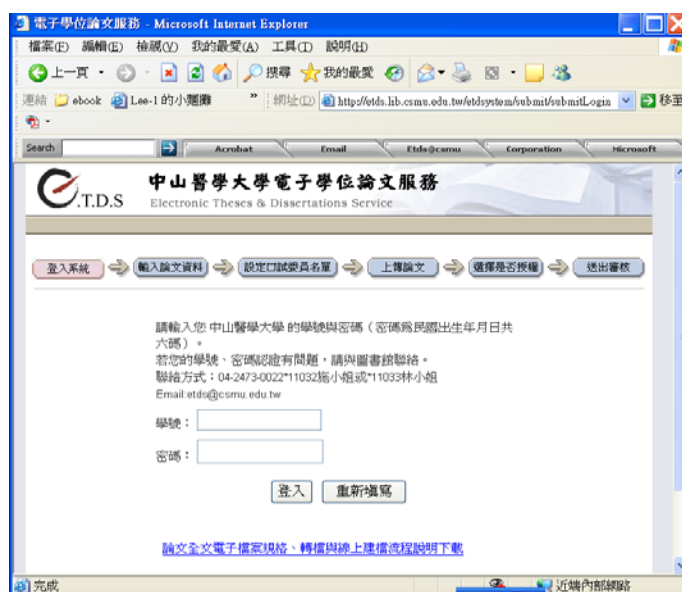 電子學位論文服務 - Microsoft Internet Explorer
檔案(F) 編輯(E) 檢視(V) 我的最愛(A) 工具(T) 說明(H)
上一頁 搜尋 我的最愛
連結 ebook Lee-1 的小麵攤 » 網址(D) http://etds.lib.csmu.edu.tw/etdsystem/submit/submitLogin 移至
Search Acrobat Email Etds@csmu Corporation Microsoft
e.T.D.S 中山醫學大學電子學位論文服務
Electronic Theses & Dissertations Service
登入系統 輸入論文資料 設定口試委員名單 上傳論文 選擇是否授權 送出審核
請輸入您 中山醫學大學 的學號與密碼（密碼為民國出生年月日共
六碼）。
若您的學號、密碼認證有問題，請與圖書館聯絡。
聯絡方式：04-2473-0022*11032施小姐或*11033林小姐
Email:etds@csmu.edu.tw
學號：
密碼：
登入 重新填寫
論文全文電子檔案規格、轉檔與線上建檔流程說明下載
完成 近端內部網路